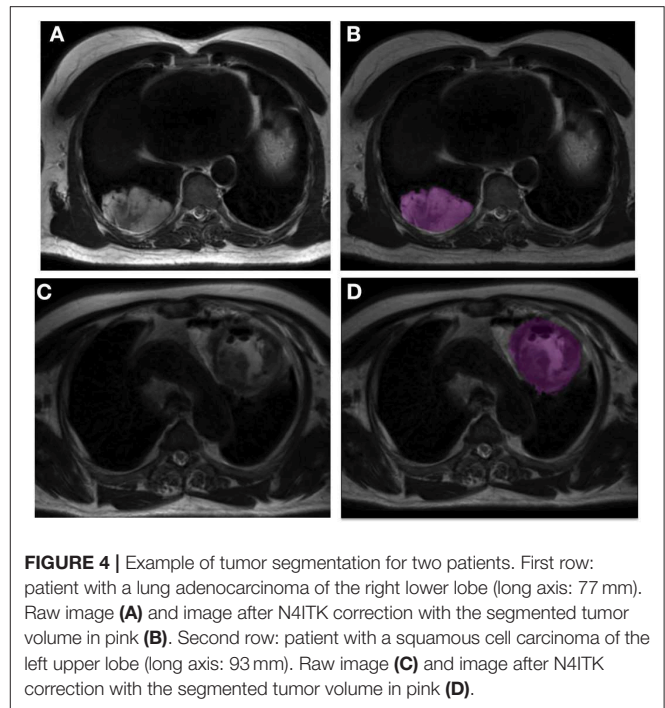 A
B
C
D
FIGURE 4 | Example of tumor segmentation for two patients. First row:
patient with a lung adenocarcinoma of the right lower lobe (long axis: 77 mm).
Raw image (A) and image after N4ITK correction with the segmented tumor
volume in pink (B). Second row: patient with a squamous cell carcinoma of the
left upper lobe (long axis: 93 mm). Raw image (C) and image after N4ITK
correction with the segmented tumor volume in pink (D).